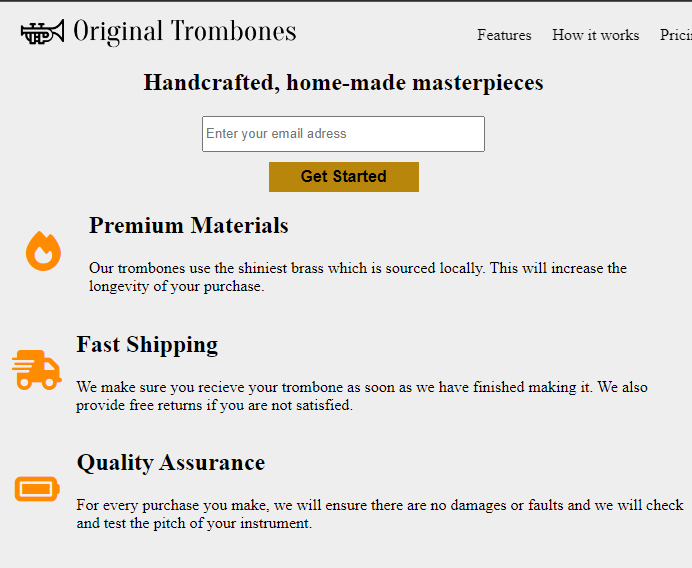 Original Trombones
Features How it works Prici
Handcrafted, home-made masterpieces
Enter your email adress
Get Started
Premium Materials
Our trombones use the shiniest brass which is sourced locally. This will increase the
longevity of your purchase.
Fast Shipping
We make sure you recieve your trombone as soon as we have finished making it. We also
provide free returns if you are not satisfied.
Quality Assurance
For every purchase you make, we will ensure there are no damages or faults and we will check
and test the pitch of your instrument.